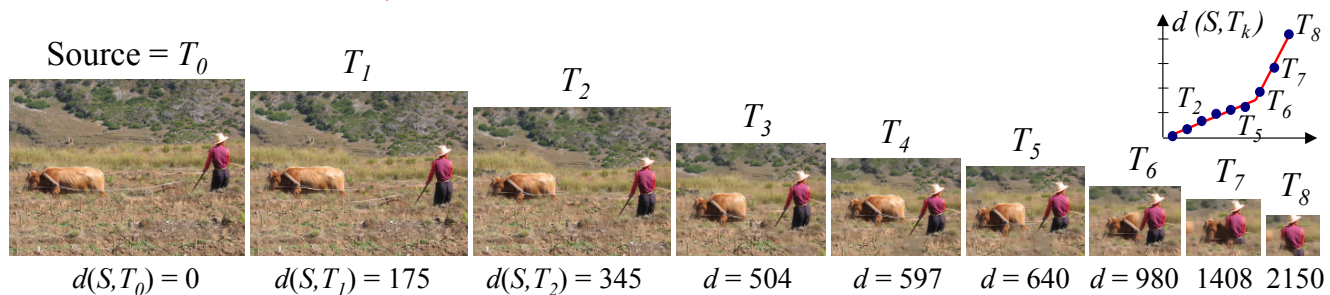 Source = T0
T1
T2
T3
T4
T5
T6
T7
T8
d (S,Tk)
T8
T7
T2
T6
T5
d(S,T0) = 0
d(S,T1) = 175
d(S,T2) = 345
d = 504
d = 597
d = 640
d = 980
1408
2150